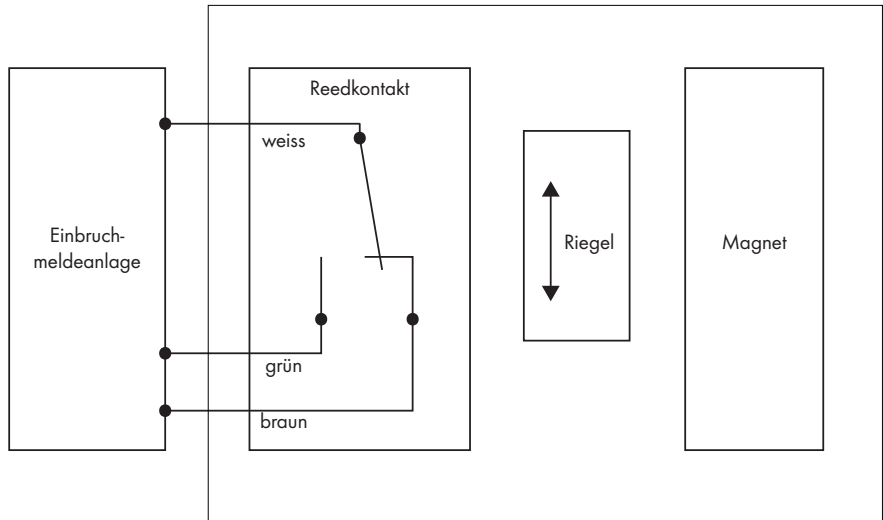 Reedkontakt
weiss
Einbruch-
meldeanlage
Riegel
Magnet
grün
braun